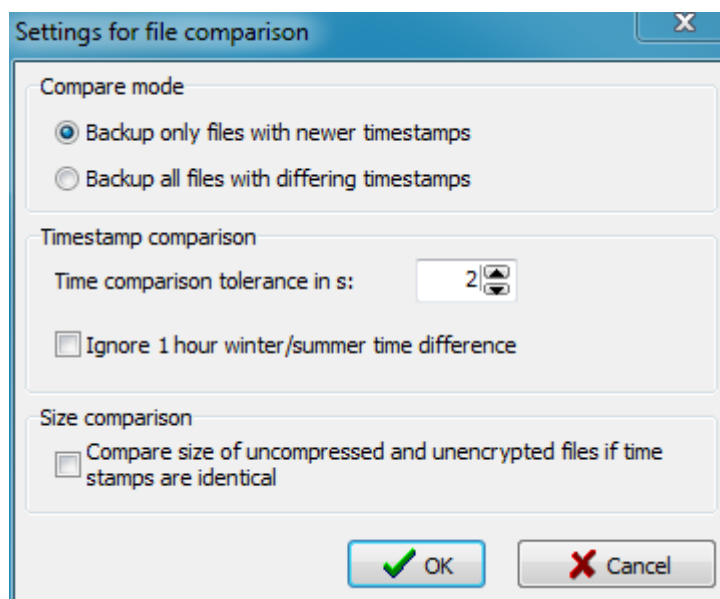 Settings for file comparison
Compare mode
Backup only files with newer timestamps
Backup all files with differing timestamps
Timestamp comparison
Time comparison tolerance in s: 2
Ignore 1 hour winter/summer time difference
Size comparison
Compare size of uncompressed and unencrypted files if time
stamps are identical
OK Cancel